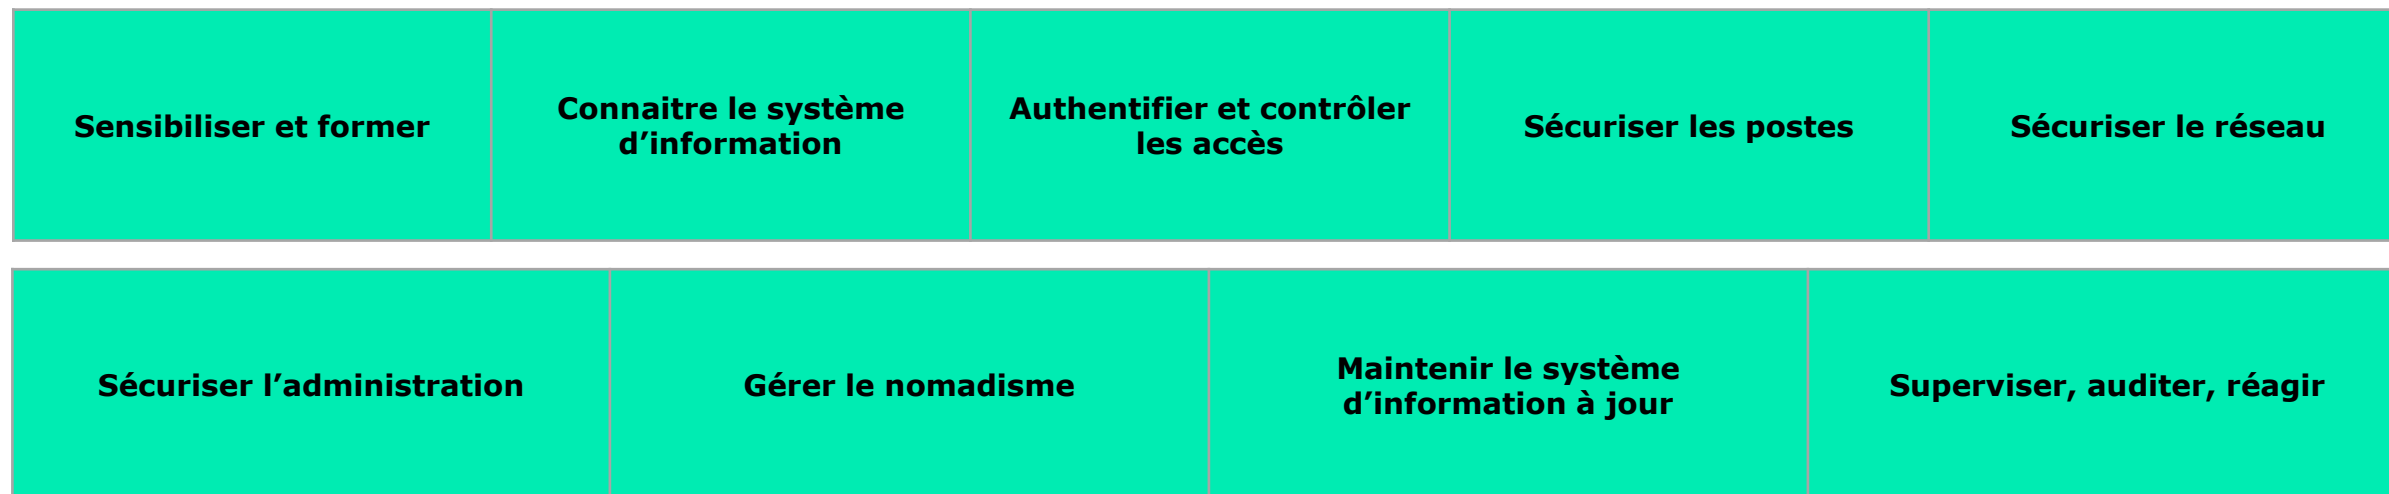 Sensibiliser et former
Connaitre le système
d’information
Authentifier et contrôler
les accès
Sécuriser les postes
Sécuriser le réseau
Sécuriser l’administration
Gérer le nomadisme
Maintenir le système
d’information à jour
Superviser, auditer, réagir